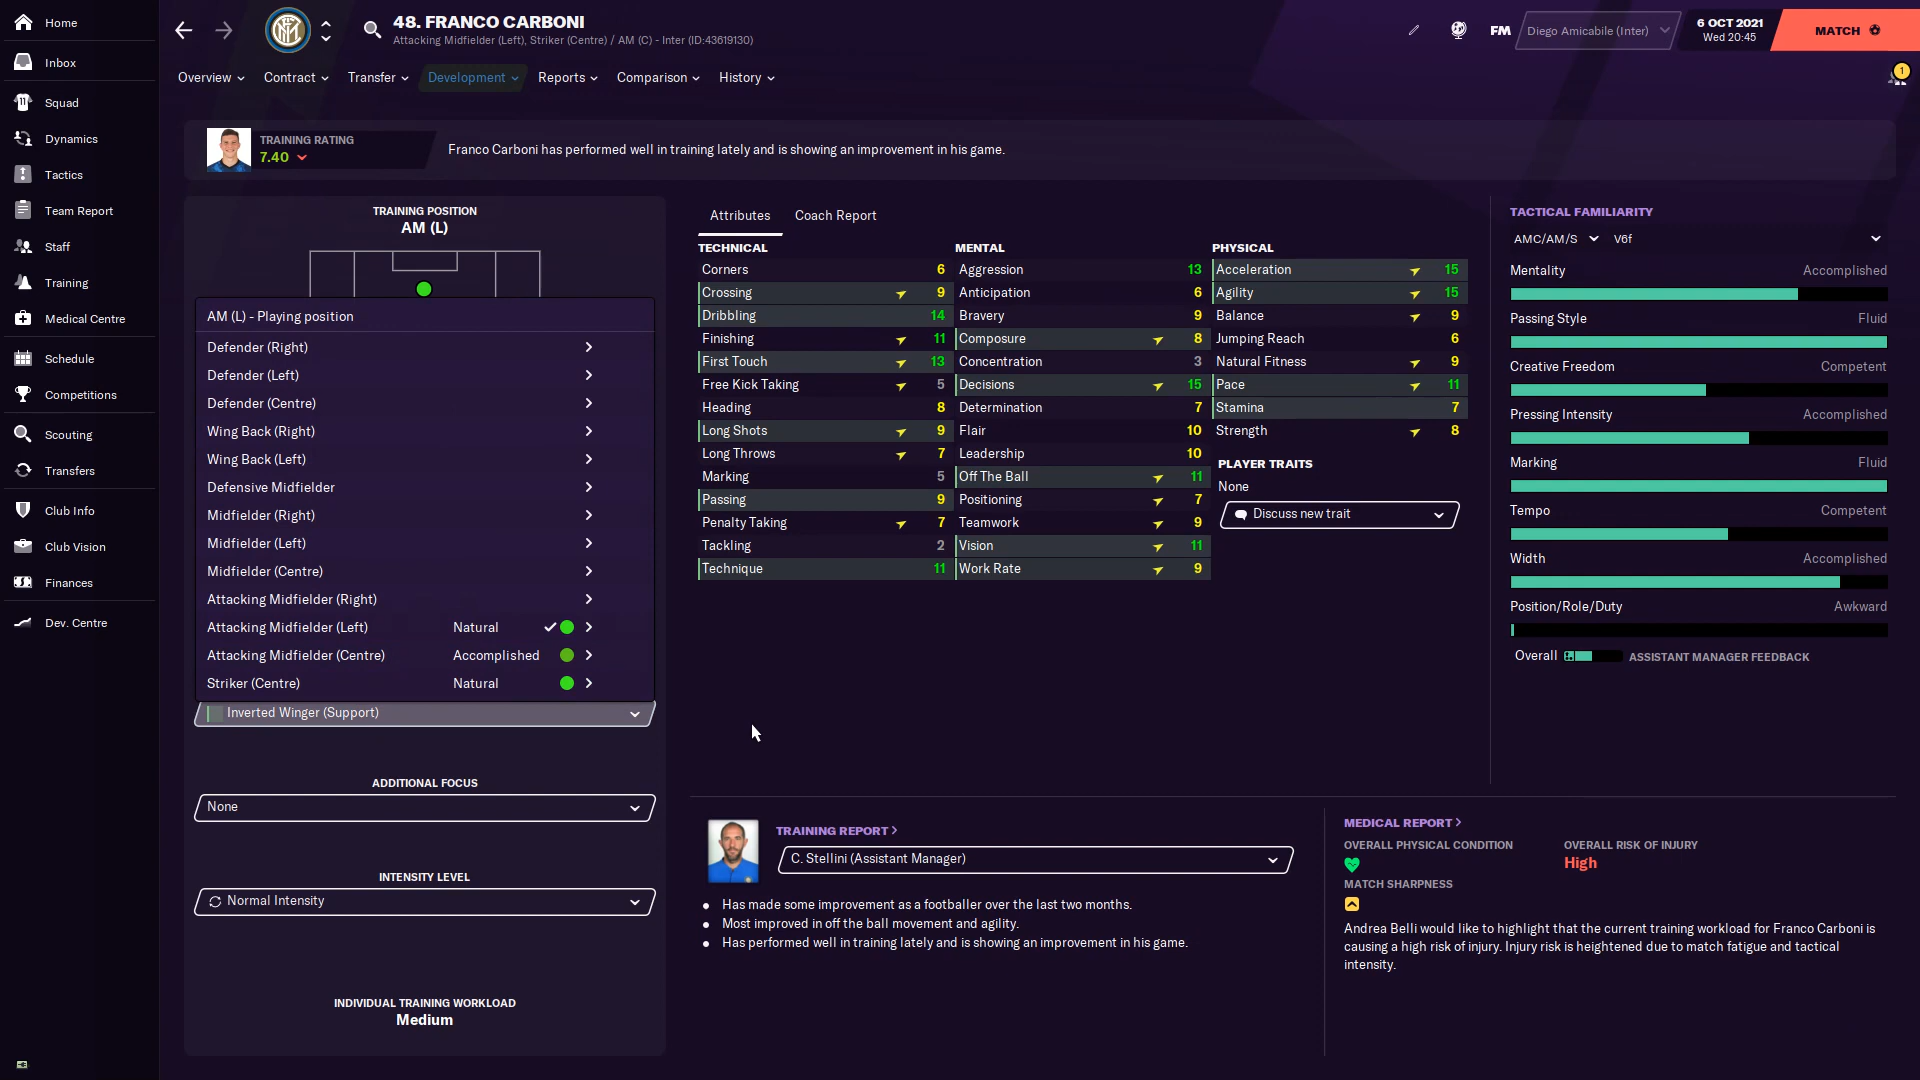 Home
Inbox
Squad
Dynamics
Tactics
Team Report
Staff
Training
Medical Centre
Schedule
Competitions
Scouting
Transfers
Club Info
Club Vision
Finances
Dev. Centre
48. FRANCO CARBONI
Attacking Midfielder (Left), Striker (Centre) / AM (C) - Inter (ID:43619130)
FM
Diego Amicabile (Inter)
6 OCT 2021
Wed 20:45
MATCH
1
Overview
Contract
Transfer
Development
Reports
Comparison
History
TRAINING RATING
7.40
Franco Carboni has performed well in training lately and is showing an improvement in his game.
TRAINING POSITION
AM (L)
AM (L) - Playing position
Defender (Right)
Defender (Left)
Defender (Centre)
Wing Back (Right)
Wing Back (Left)
Defensive Midfielder
Midfielder (Right)
Midfielder (Left)
Midfielder (Centre)
Attacking Midfielder (Right)
Attacking Midfielder (Left) Natural
Attacking Midfielder (Centre) Accomplished
Striker (Centre) Natural
Inverted Winger (Support)
ADDITIONAL FOCUS
None
INTENSITY LEVEL
Normal Intensity
INDIVIDUAL TRAINING WORKLOAD
Medium
Attributes
Coach Report
TECHNICAL
Corners 6
Crossing 9
Dribbling 14
Finishing 11
First Touch 13
Free Kick Taking 5
Heading 8
Long Shots 9
Long Throws 7
Marking 5
Passing 9
Penalty Taking 7
Tackling 2
Technique 11
MENTAL
Aggression 13
Anticipation 6
Bravery 9
Composure 8
Concentration 3
Decisions 15
Determination 7
Flair 10
Leadership 10
Off The Ball 11
Positioning 7
Teamwork 9
Vision 11
Work Rate 9
PHYSICAL
Acceleration 15
Agility 15
Balance 9
Jumping Reach 6
Natural Fitness 9
Pace 11
Stamina 7
Strength 8
PLAYER TRAITS
None
Discuss new trait
TACTICAL FAMILIARITY
AMC/AM/S V6f
Mentality Accomplished
Passing Style Fluid
Creative Freedom Competent
Pressing Intensity Accomplished
Marking Fluid
Tempo Competent
Width Accomplished
Position/Role/Duty Awkward
Overall ASSISTANT MANAGER FEEDBACK
TRAINING REPORT
C. Stellini (Assistant Manager)
Has made some improvement as a footballer over the last two months.
Most improved in off the ball movement and agility.
Has performed well in training lately and is showing an improvement in his game.
MEDICAL REPORT
OVERALL PHYSICAL CONDITION
OVERALL RISK OF INJURY
High
MATCH SHARPNESS
Andrea Belli would like to highlight that the current training workload for Franco Carboni is
causing a high risk of injury. Injury risk is heightened due to match fatigue and tactical
intensity.